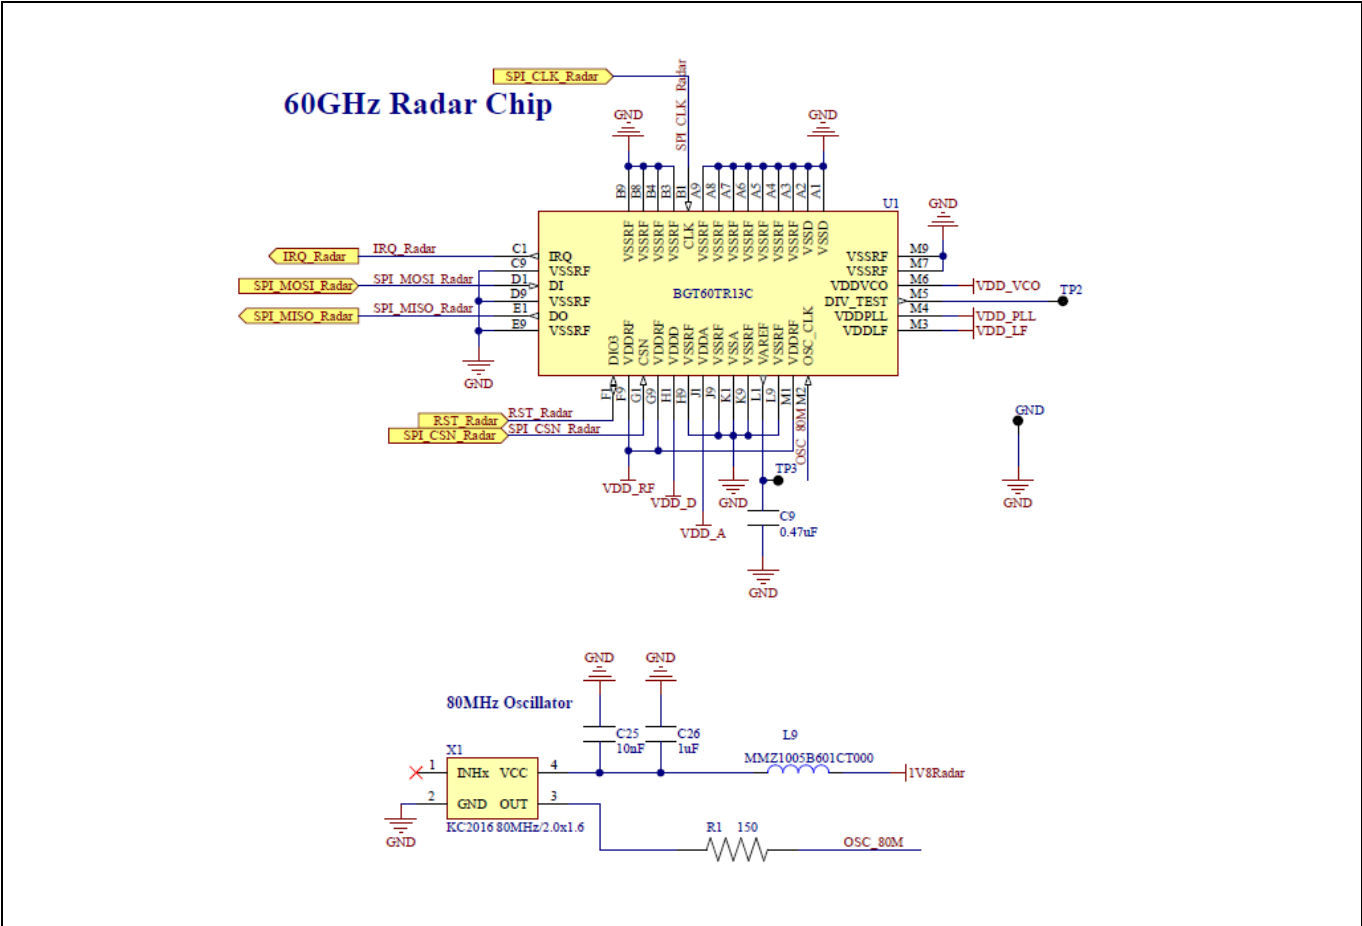 SPI_CLK_Radar
60GHz Radar Chip
SPI_CLK_Radar
GND
GND
B9 B8 B4 B3 B1 A9 A8 A7 A6 A5 A4 A3 A2 A1
U1
GND
VSSRF VSSRF VSSRF VSSRF CLK VSSRF VSSRF VSSRF VSSRF VSSRF VSSRF VSSRF VSSD VSSD
IRQ_Radar IRQ_Radar C1 IRQ
C9 VSSRF
SPI_MOSI_Radar SPI_MOSI_Radar D1 DI
D9 VSSRF
SPI_MISO_Radar SPI_MISO_Radar E1 DO
E9 VSSRF
BGT60TR13C
VSSRF M9
VSSRF M7
VDDVCO M6 VDD_VCO
DIV_TEST M5 TP2
VDDPLL M4 VDD_PLL
VDDLF M3 VDD_LF
DIO3 VDDRF CSN VDDRF VDDD VSSRF VDDA VSSRF VSSA VSSRF VAREF VSSRF VDDRF OSC_CLK
GND
F1 F9 G1 G9 H1 H9 J1 J9 K1 K9 L1 L9 M1 M2
RST_Radar RST_Radar
SPI_CSN_Radar SPI_CSN_Radar
OSC_80M
GND
TP3
VDD_RF
VDD_D
GND
GND
VDD_A
C9
0.47uF
GND
GND
GND
80MHz Oscillator
C25
10nF
C26
1uF
L9
MMZ1005B601CT000
X1
1 INHx VCC 4
1V8Radar
2 GND OUT 3
KC2016 80MHz/2.0x1.6
GND
R1 150
OSC_80M